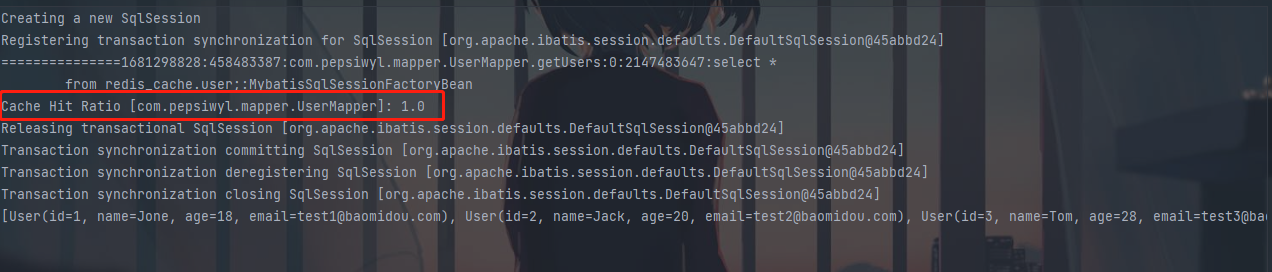 Creating a new SqlSession
Registering transaction synchronization for SqlSession [org.apache.ibatis.session.defaults.DefaultSqlSession@45abbd24]
===============1681298828:458483387:com.pepsiwyl.mapper.UserMapper.getUsers:0:2147483647:select *
from redis_cache.user;:MybatisSqlSessionFactoryBean
Cache Hit Ratio [com.pepsiwyl.mapper.UserMapper]: 1.0
Releasing transactional SqlSession [org.apache.ibatis.session.defaults.DefaultSqlSession@45abbd24]
Transaction synchronization committing SqlSession [org.apache.ibatis.session.defaults.DefaultSqlSession@45abbd24]
Transaction synchronization deregistering SqlSession [org.apache.ibatis.session.defaults.DefaultSqlSession@45abbd24]
Transaction synchronization closing SqlSession [org.apache.ibatis.session.defaults.DefaultSqlSession@45abbd24]
[User(id=1, name=Jone, age=18, email=test1@baomidou.com), User(id=2, name=Jack, age=20, email=test2@baomidou.com), User(id=3, name=Tom, age=28, email=test3@bao